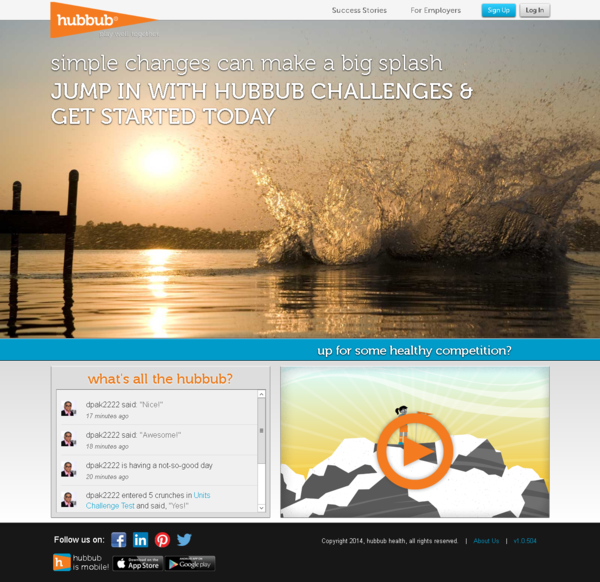 hubbub®
Success Stories
For Employers
Sign Up
Log In
simple changes can make a big splash
JUMP IN WITH HUBBUB CHALLENGES &
GET STARTED TODAY
up for some healthy competition?
what's all the hubbub?
dpak2222 said: "Nice!"
17 minutes ago
dpak2222 said: "Awesome!"
18 minutes ago
dpak2222 is having a not-so-good day
20 minutes ago
dpak2222 entered 5 crunches in Units
Challenge Test and said, "Yes!"
Follow us on:
Copyright 2014, hubbub health, all rights reserved. | About Us | v1.0.504
hubbub
is mobile!
App Store
Google play